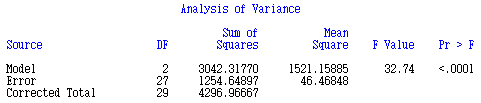 Analysis of Variance
Sum of Mean
Source DF Squares Square F Value Pr > F
Model 2 3042.31770 1521.15885 32.74 <.0001
Error 27 1254.64897 46.46848
Corrected Total 29 4296.96667